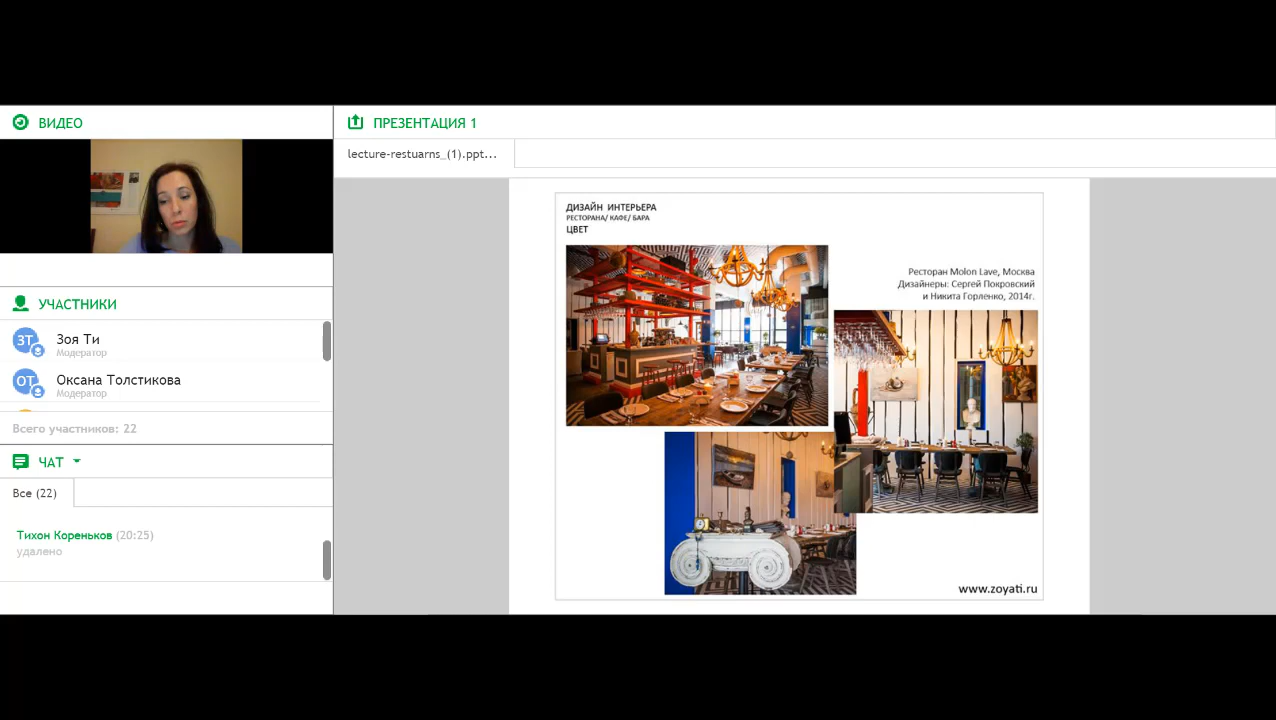 ВИДЕО
ПРЕЗЕНТАЦИЯ 1
lecture-restuarns_(1).ppt...
ДИЗАЙН ИНТЕРЬЕРА
РЕСТОРАНА/ КАФЕ/ БАРА
ЦВЕТ
Ресторан Molon Lave, Москва
Дизайнеры: Сергей Покровский
и Никита Горленко, 2014г.
www.zoyati.ru
УЧАСТНИКИ
ЗТ
Зоя Ти
Модератор
ОТ
Оксана Толстикова
Модератор
Всего участников: 22
ЧАТ
Все (22)
Тихон Кореньков (20:25)
удалено